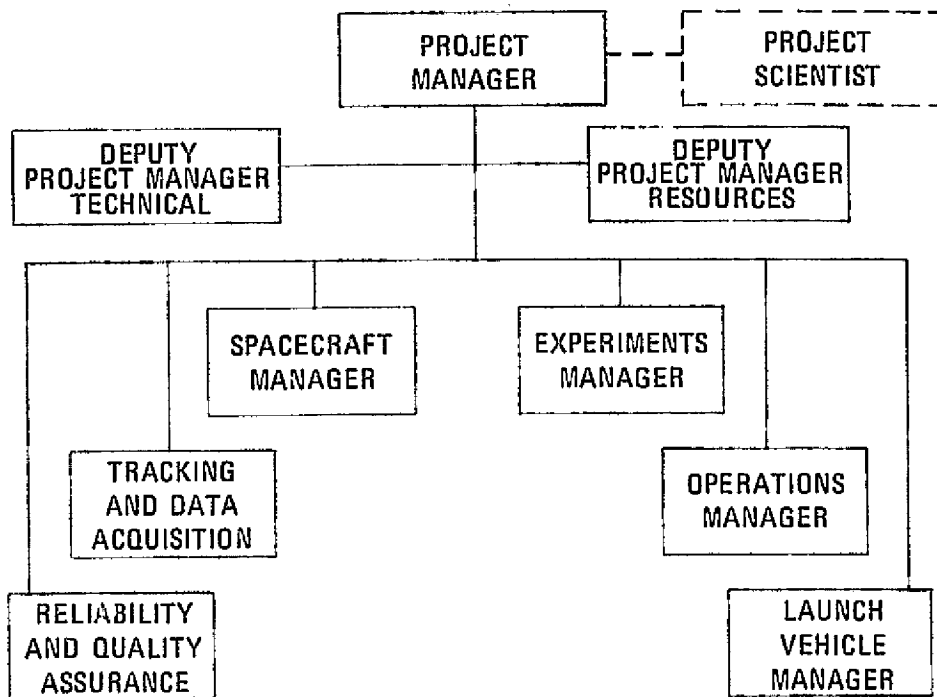 PROJECT
MANAGER
PROJECT
SCIENTIST
DEPUTY
PROJECT MANAGER
TECHNICAL
DEPUTY
PROJECT MANAGER
RESOURCES
SPACECRAFT
MANAGER
EXPERIMENTS
MANAGER
TRACKING
AND DATA
ACQUISITION
OPERATIONS
MANAGER
RELIABILITY
AND QUALITY
ASSURANCE
LAUNCH
VEHICLE
MANAGER